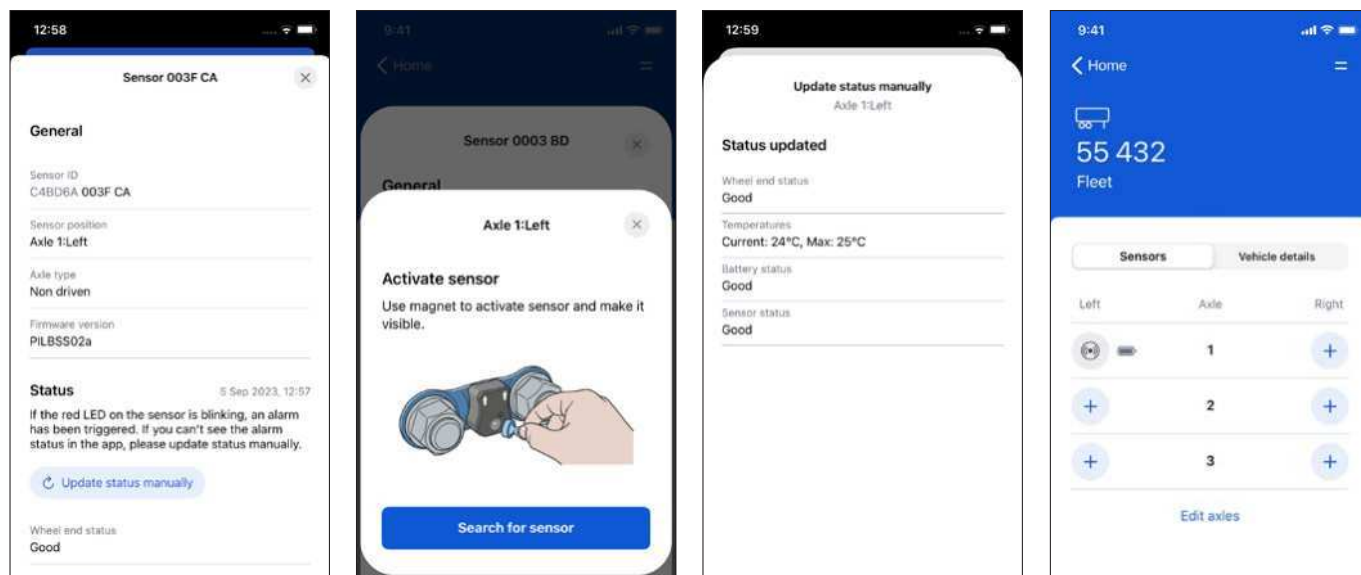 12:58
Sensor 003F CA
General
Sensor ID
C4BD6A 003F CA
Sensor position
Axle 1:Left
Axle type
Non driven
Firmware version
PILBSS02a
Status 5 Sep 2023, 12:57
If the red LED on the sensor is blinking, an alarm
has been triggered. If you can't see the alarm
status in the app, please update status manually.
Update status manually
Wheel end status
Good
9:41
Home
Sensor 0003 BD
General
Axle 1:Left
Activate sensor
Use magnet to activate sensor and make it
visible.
Search for sensor
12:59
Update status manually
Axle 1:Left
Status updated
Wheel end status
Good
Temperatures
Current: 24°C, Max: 25°C
Battery status
Good
Sensor status
Good
9:41
Home
55 432
Fleet
Sensors Vehicle details
Left Axle Right
1 +
+ 2 +
+ 3 +
Edit axles